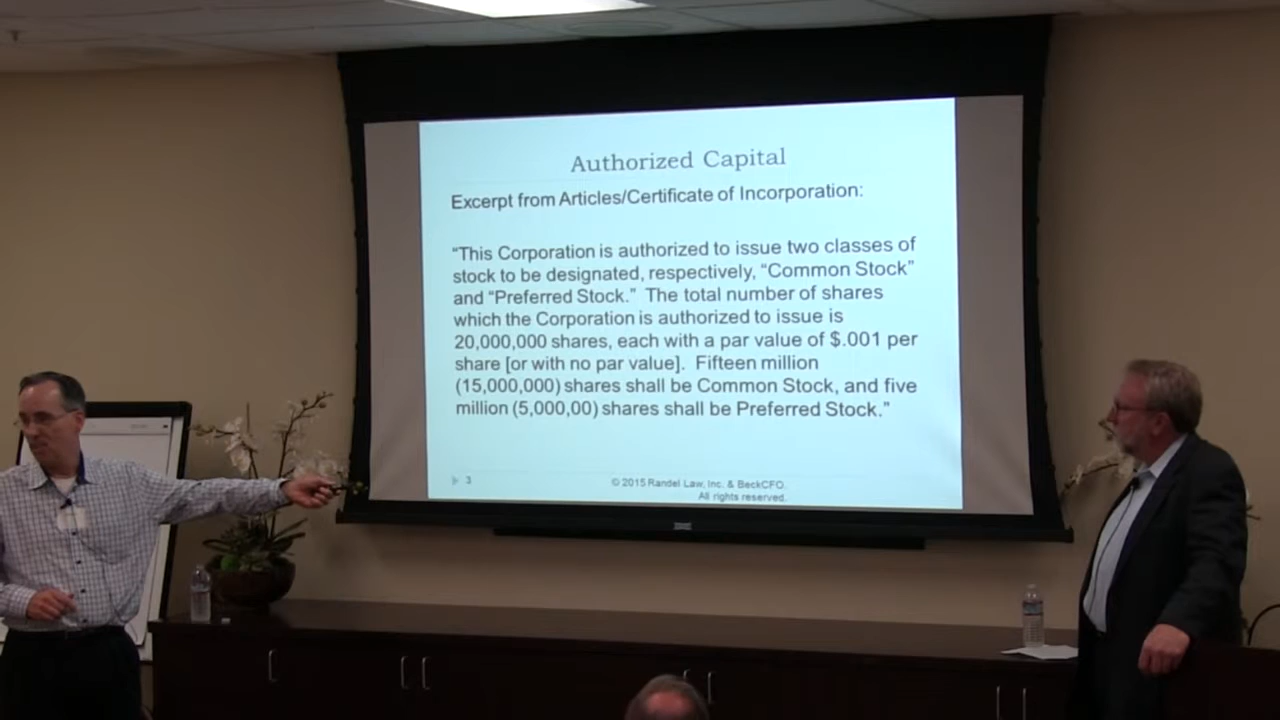 Authorized Capital
Excerpt from Articles/Certificate of Incorporation:
“This Corporation is authorized to issue two classes of
stock to be designated, respectively, “Common Stock”
and “Preferred Stock.” The total number of shares
which the Corporation is authorized to issue is
20,000,000 shares, each with a par value of $.001 per
share [or with no par value]. Fifteen million
(15,000,000) shares shall be Common Stock, and five
million (5,000,00) shares shall be Preferred Stock.”
3
© 2015 Randel Law, Inc. & BeckCFO.
All rights reserved.